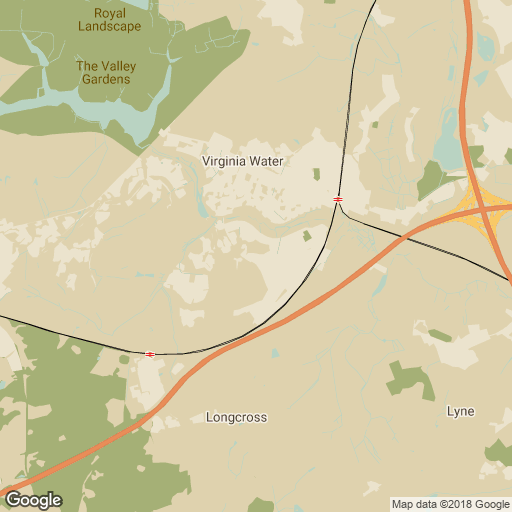 Royal
Landscape
The Valley
Gardens
Virginia Water
Longcross
Lyne
Google
Map data ©2018 Google